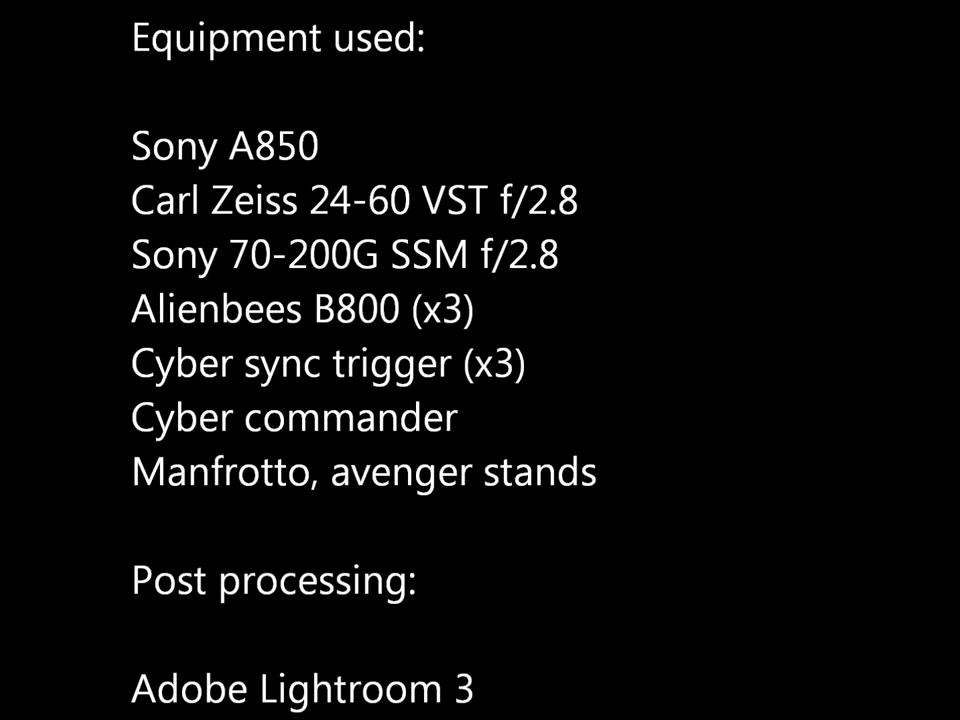 Equipment used:
Sony A850
Carl Zeiss 24-60 VST f/2.8
Sony 70-200G SSM f/2.8
Alienbees B800 (x3)
Cyber sync trigger (x3)
Cyber commander
Manfrotto, avenger stands
Post processing:
Adobe Lightroom 3